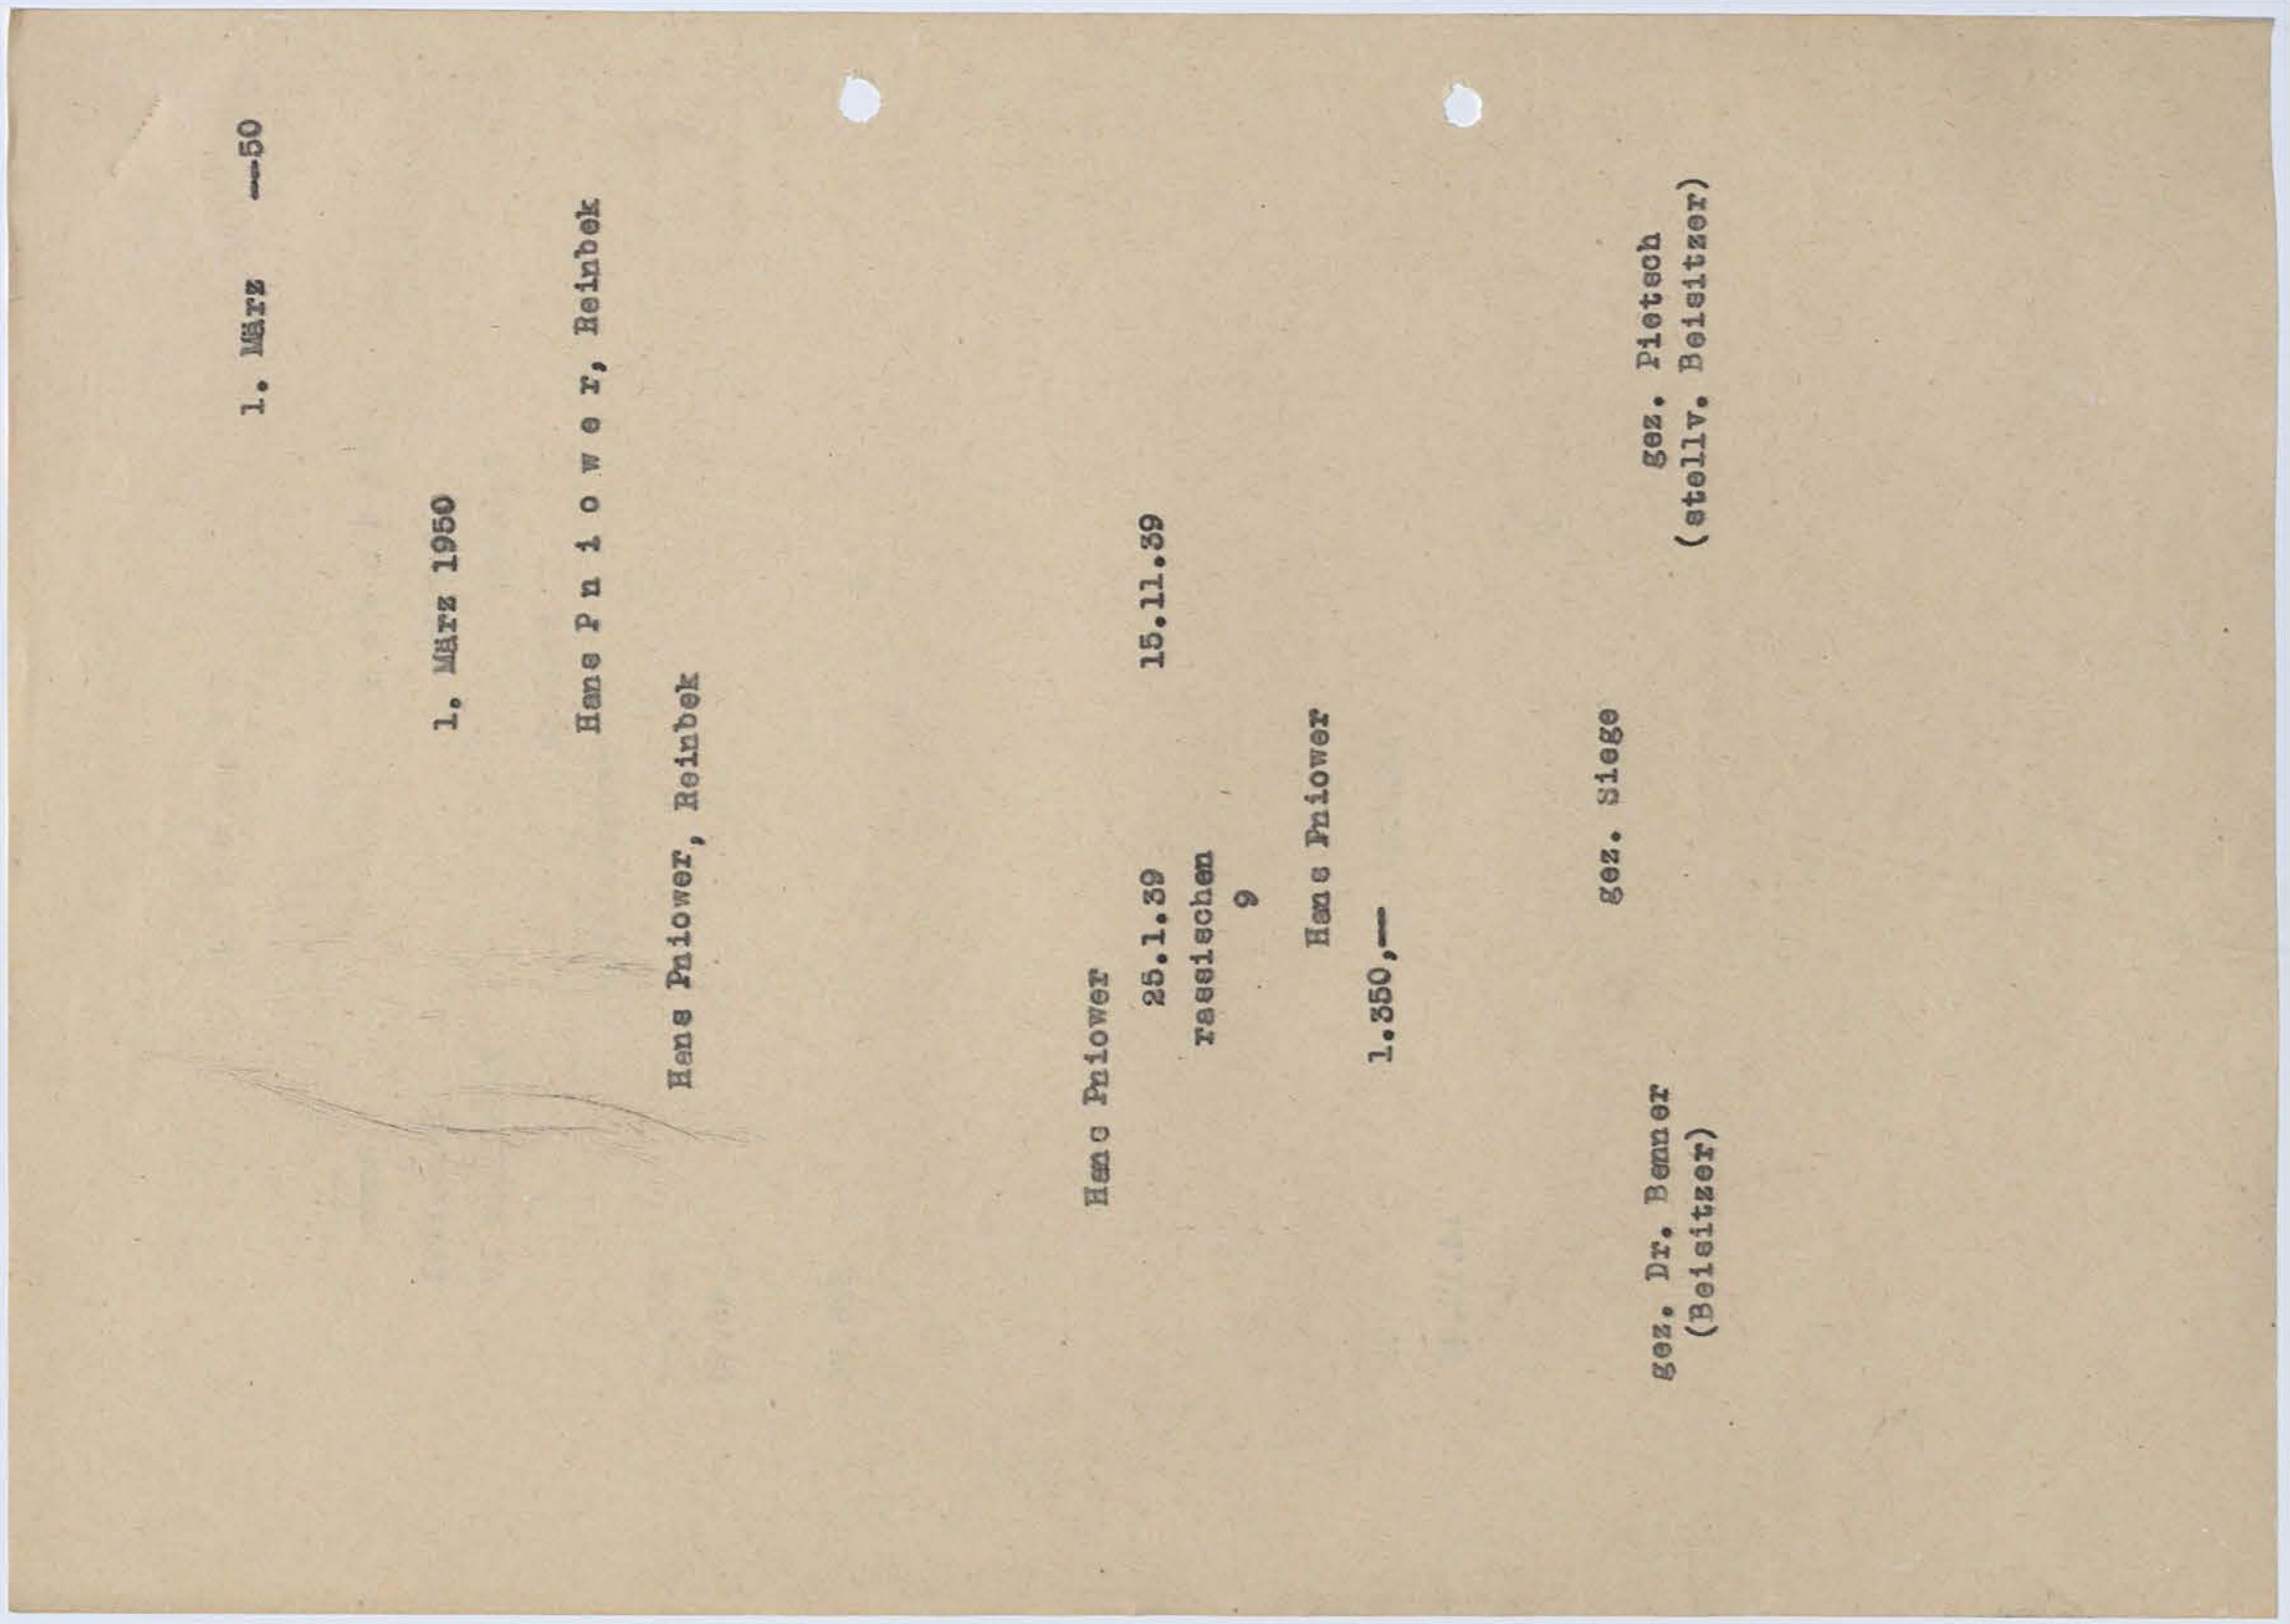 1. März --50
1. März 1950
Hans P n i o w e r, Reinbek
Hans Pniower, Reinbek
Hans Pniower
25.1.39 15.11.39
rassischen
9
Hans Pniower
1.350,--
gez. Siege
gez. Dr. Benner gez. Pietsch
(Beisitzer) (stellv. Beisitzer)